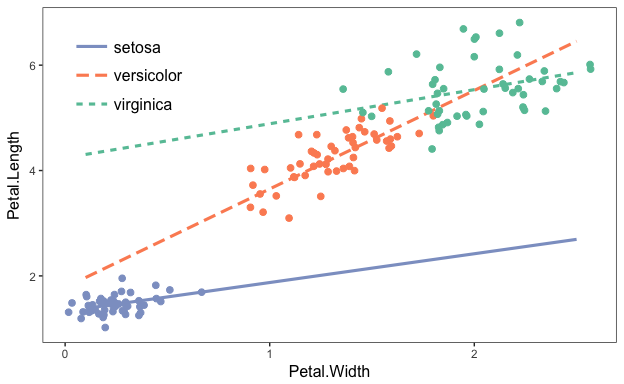 setosa
versicolor
virginica
Petal.Length
6
4
2
0
1
2
Petal.Width